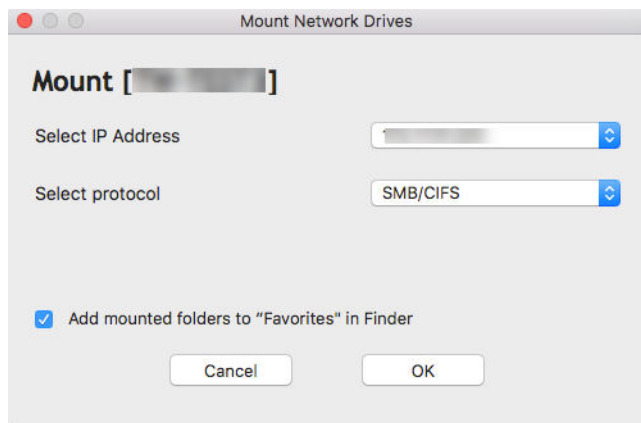 Mount Network Drives
Mount [ ]
Select IP Address
Select protocol SMB/CIFS
Add mounted folders to “Favorites" in Finder
Cancel OK